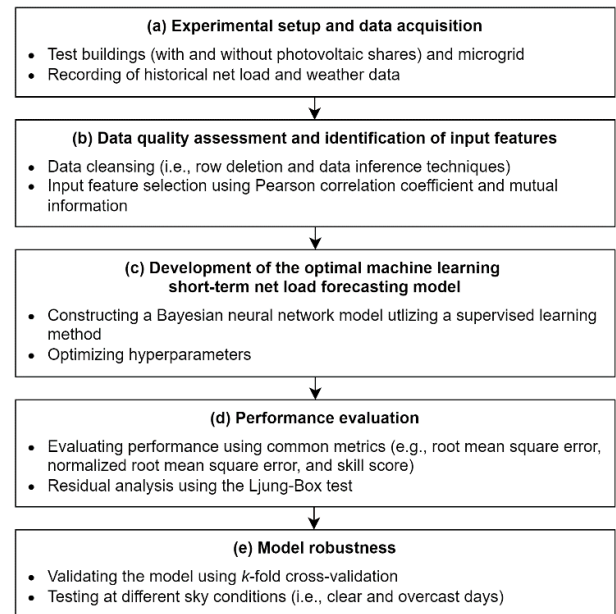 (a) Experimental setup and data acquisition
• Test buildings (with and without photovoltaic shares) and microgrid
• Recording of historical net load and weather data
(b) Data quality assessment and identification of input features
• Data cleansing (i.e., row deletion and data inference techniques)
• Input feature selection using Pearson correlation coefficient and mutual
information
(c) Development of the optimal machine learning
short-term net load forecasting model
• Constructing a Bayesian neural network model utlizing a supervised learning
method
• Optimizing hyperparameters
(d) Performance evaluation
• Evaluating performance using common metrics (e.g., root mean square error,
normalized root mean square error, and skill score)
• Residual analysis using the Ljung-Box test
(e) Model robustness
• Validating the model using k-fold cross-validation
• Testing at different sky conditions (i.e., clear and overcast days)